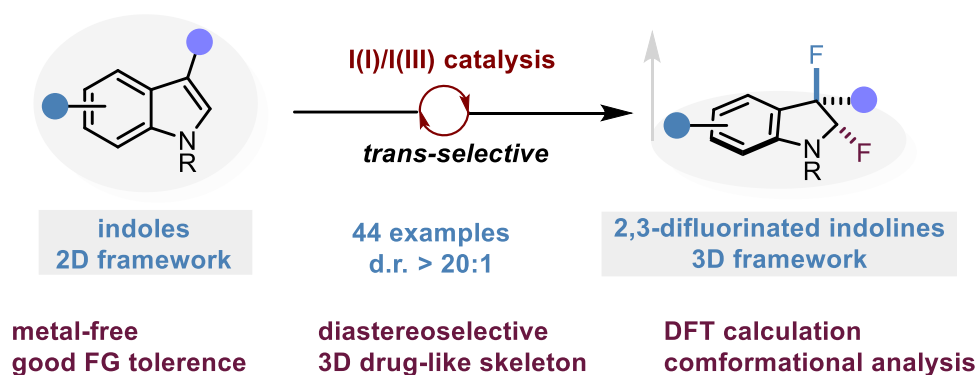 I(I)/I(III) catalysis
trans-selective
N
R
F
F
N
R
indoles
2D framework
44 examples
d.r. > 20:1
2,3-difluorinated indolines
3D framework
metal-free
good FG tolerence
diastereoselective
3D drug-like skeleton
DFT calculation
comformational analysis